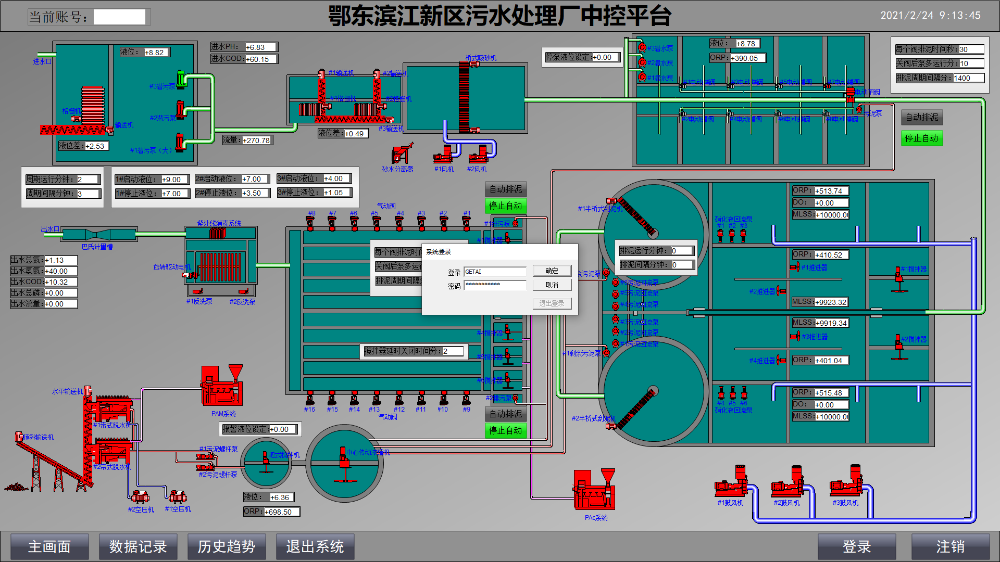 当前账号：
鄂东滨江新区污水处理厂中控平台
2021/2/24 9:13:45
进水口
液位： +8.82
#3潜污泵
#2潜污泵
#1潜污泵（大）
格栅机
输送机
液位差：+2.53
进水PH： +6.83
进水COD：+60.15
流量：+270.78
#1输送机
#2输送机
#1格栅机
#2格栅机
#3输送机
液位差：+0.49
桥式吸砂机
砂水分离器
#1风机
#2风机
停泵液位设定：+0.00
#3潜水泵
#2潜水泵
#1潜水泵
液位： +8.78
ORP：+390.05
#1电动蝶阀
#3电动蝶阀
#5电动蝶阀
#7电动蝶阀
电动闸阀
污泥泵
#2电动蝶阀
#4电动蝶阀
#6电动蝶阀
#8电动蝶阀
每个阀排泥时间秒：30
关阀后泵多运行分：10
排泥周期间隔分：1400
自动排泥
停止自动
周期运行分钟：2
周期间隔分钟：3
1#启动液位：+9.00
2#启动液位：+7.00
3#启动液位：+4.00
1#停止液位：+7.00
2#停止液位：+3.50
3#停止液位：+1.05
出水口
巴氏计量槽
紫外线消毒系统
旋转驱动电机
#1反洗泵
#2反洗泵
出水总氮：+1.13
出水氨氮：+40.00
出水COD：+10.32
出水总磷：+0.00
出水流量：+0.00
气动阀
#8
#7
#6
#5
#4
#3
#2
#1
自动排泥
停止自动
#1排污泵
#1搅拌器
每个阀排泥时间
关阀后泵多运行
排泥周期间隔
系统登录
登录 GETAI
密码 ***********
确定
取消
退出登录
搅拌器延时关闭时间分：2
#4搅拌器
#5搅拌器
#6搅拌器
#2排污泵
#16
#15
#14
#13
#12
#11
#10
#9
气动阀
自动排泥
停止自动
#1半桥式刮泥机
排泥运行分钟：0
排泥间隔分钟：0
余污泥泵
#6污泥回流泵
#5污泥回流泵
#4污泥回流泵
#3污泥回流泵
#2污泥回流泵
#1污泥回流泵
#1剩余污泥泵
#2半桥式刮泥机
硝化液回流泵
#1 #2 #3
ORP：+513.74
DO： +0.00
MLSS：+10000.00
ORP：+410.52
#1推进器
#2推进器
#1搅拌器
MLSS：+9923.32
MLSS：+9919.34
#3推进器
#4推进器
#2搅拌器
ORP：+401.04
#4 #5 #6
硝化液回流泵
ORP：+515.48
DO： +0.00
MLSS：+10000.00
水平输送机
#1带式脱水机
#2带式脱水机
倾斜输送机
PAM系统
#1污泥螺杆泵
#2污泥螺杆泵
#2空压机
#1空压机
报警液位设定：+0.00
耙式搅拌机
中心传动浓缩机
液位： +6.36
ORP：+698.50
PAc系统
#1鼓风机
#2鼓风机
#3鼓风机
主画面
数据记录
历史趋势
退出系统
登录
注销